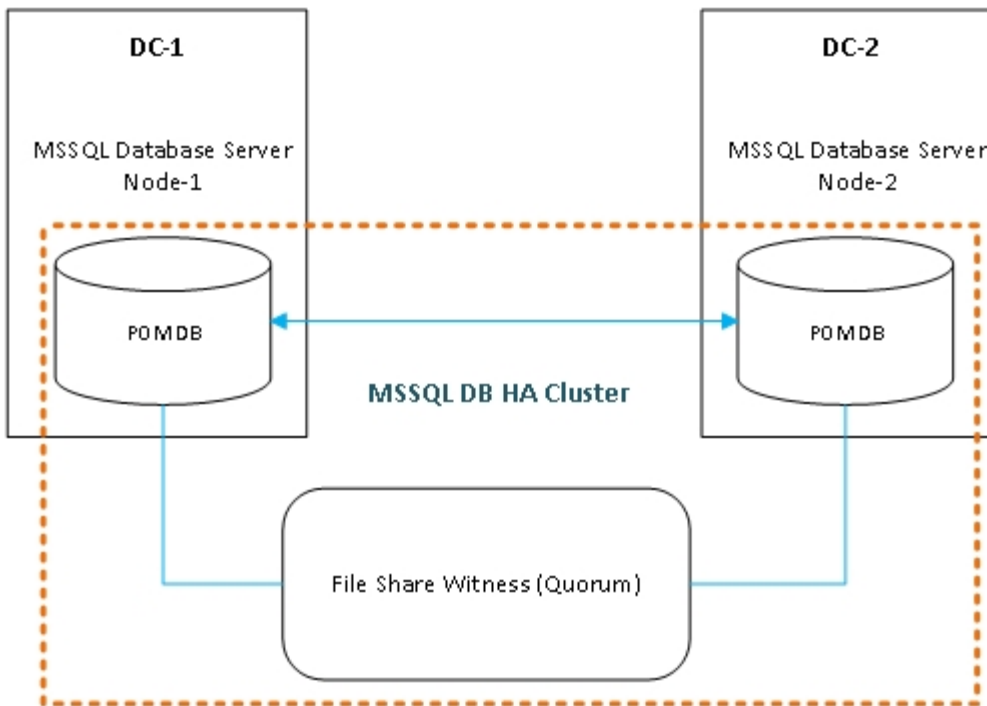 DC-1
DC-2
MSSQL Database Server
Node-1
MSSQL Database Server
Node-2
POMDB
POMDB
MSSQL DB HA Cluster
File Share Witness (Quorum)